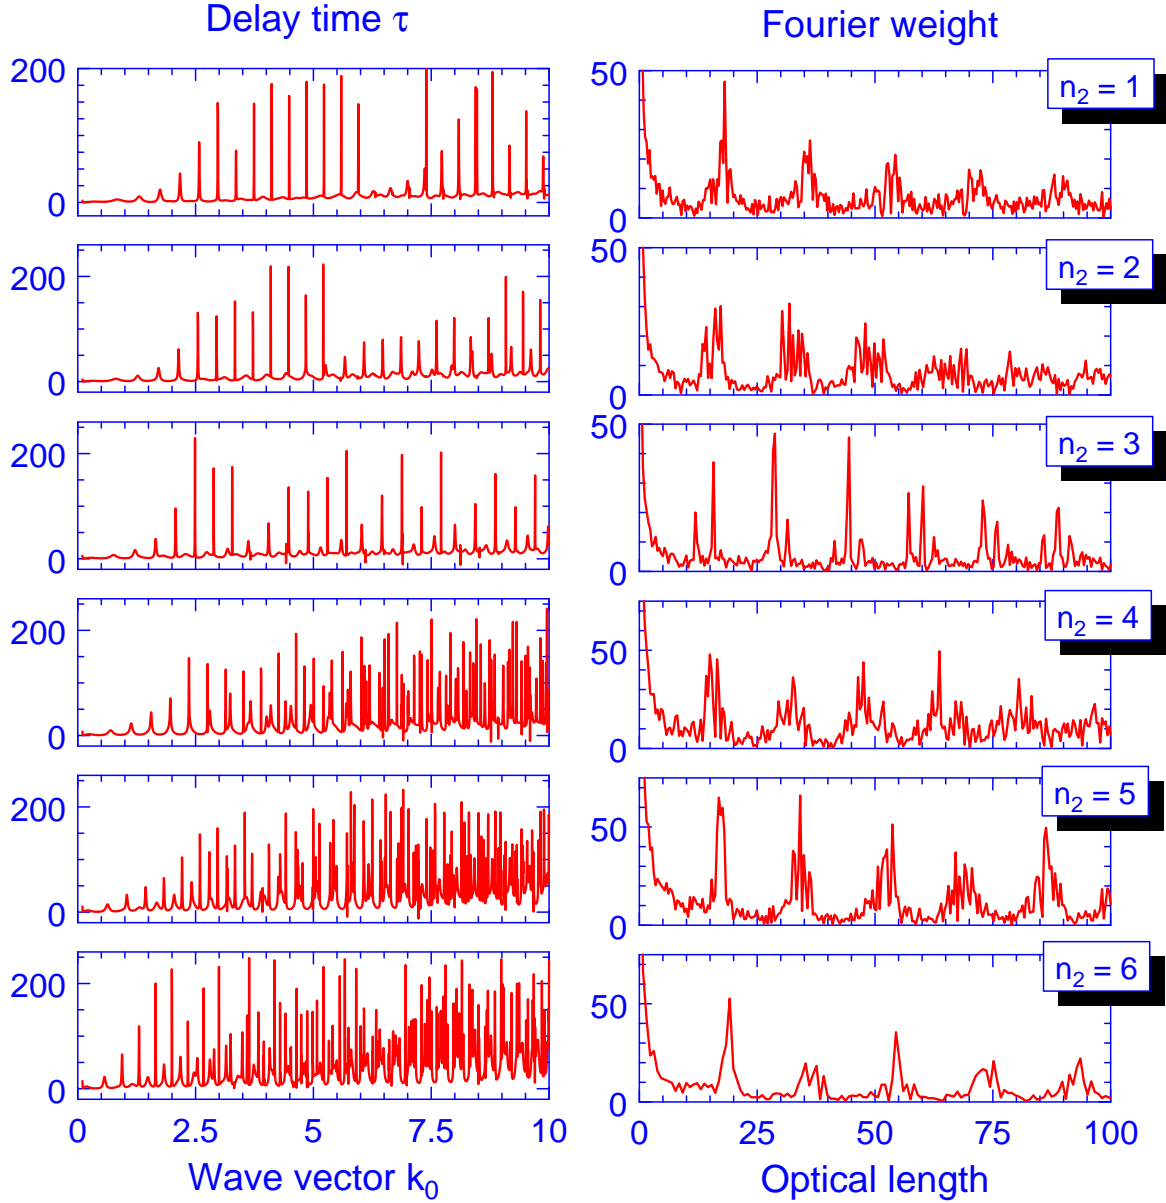 Delay time τ
Fourier weight
200
0
50
0
n₂ = 1
200
0
50
0
n₂ = 2
200
0
50
0
n₂ = 3
200
0
50
0
n₂ = 4
200
0
50
0
n₂ = 5
200
0
50
0
n₂ = 6
0 2.5 5 7.5 10
0 25 50 75 100
Wave vector k₀
Optical length